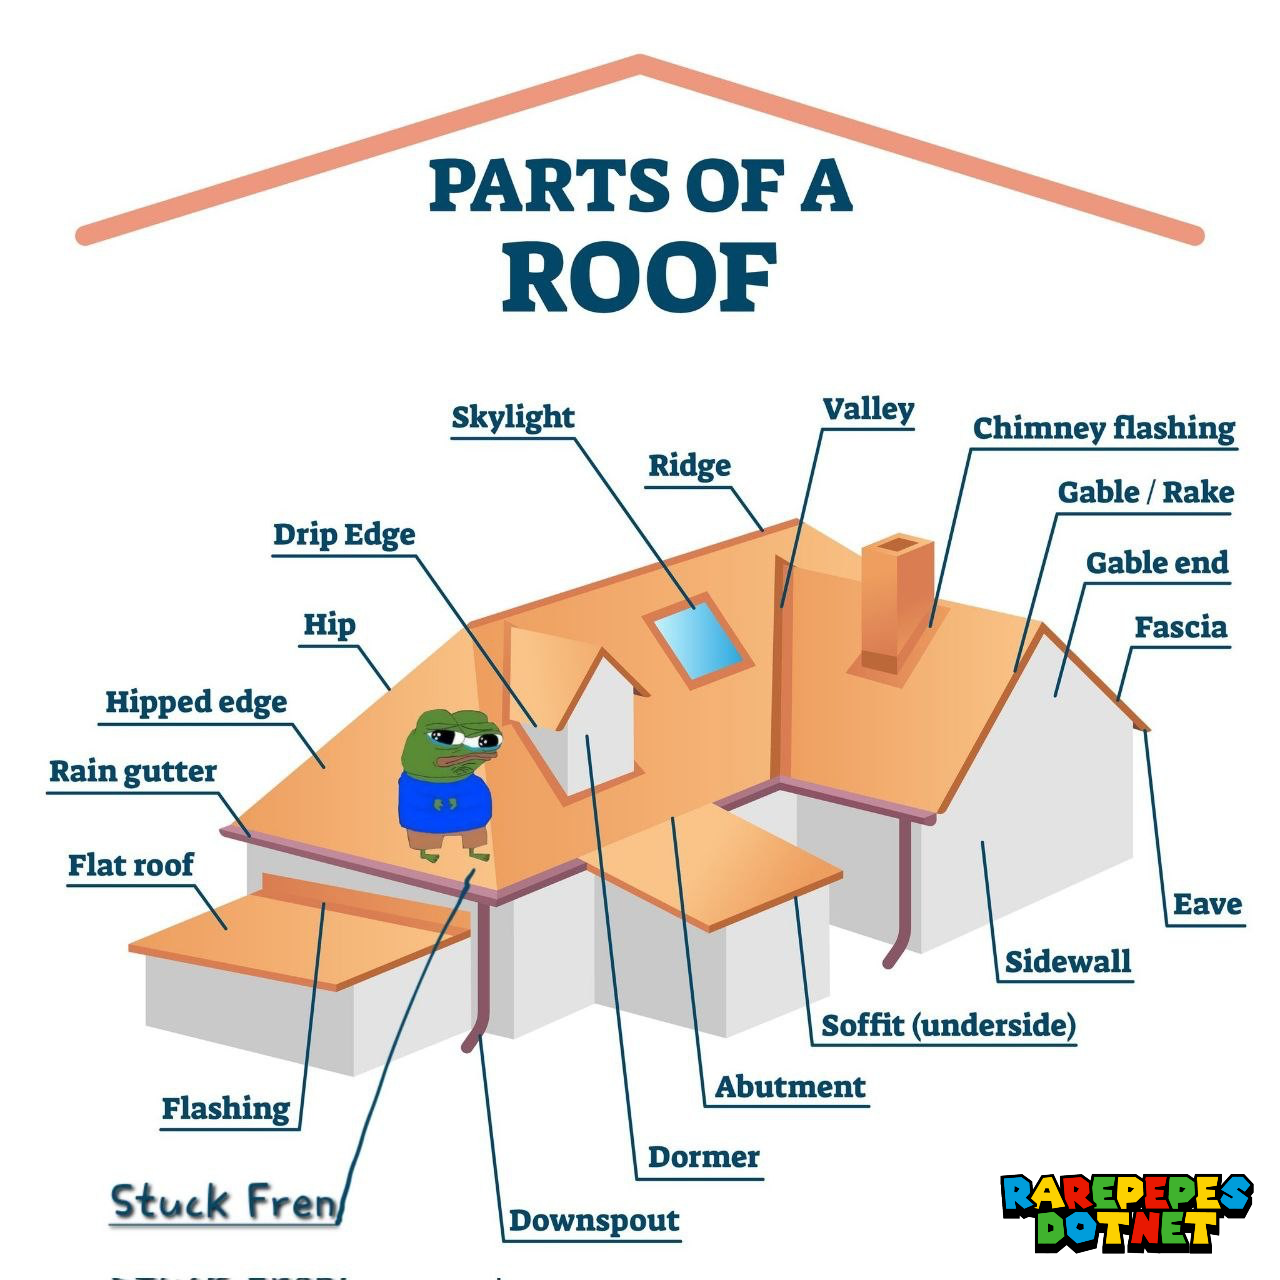 PARTS OF A
ROOF
Skylight
Valley
Chimney flashing
Ridge
Gable / Rake
Drip Edge
Gable end
Hip
Fascia
Hipped edge
Rain gutter
Flat roof
Eave
Sidewall
Soffit (underside)
Abutment
Flashing
Dormer
Stuck Fren
Downspout
RAREPEPES
DOTNET